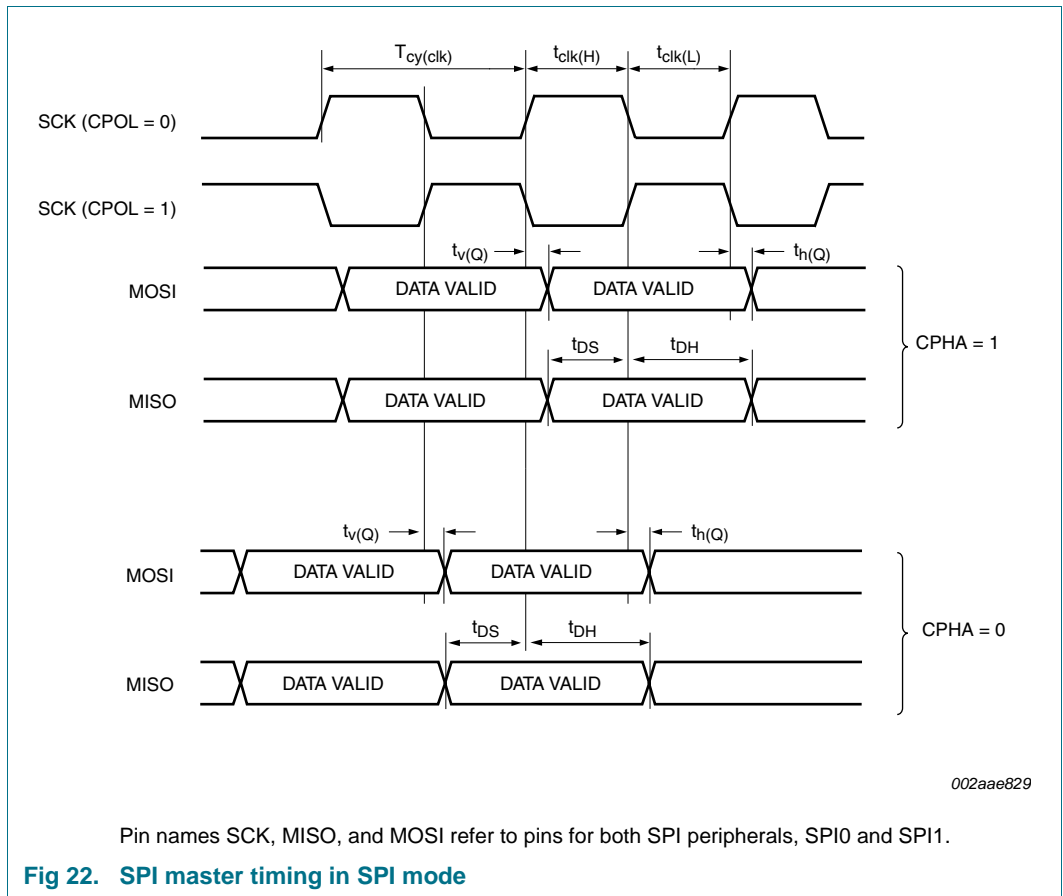 Tcy(clk) tclk(H) tclk(L)
SCK (CPOL = 0)
SCK (CPOL = 1)
tv(Q) th(Q)
MOSI DATA VALID DATA VALID
CPHA = 1
tDS tDH
MISO DATA VALID DATA VALID
tv(Q) th(Q)
MOSI DATA VALID DATA VALID
CPHA = 0
tDS tDH
MISO DATA VALID DATA VALID
002aae829
Pin names SCK, MISO, and MOSI refer to pins for both SPI peripherals, SPI0 and SPI1.
Fig 22. SPI master timing in SPI mode